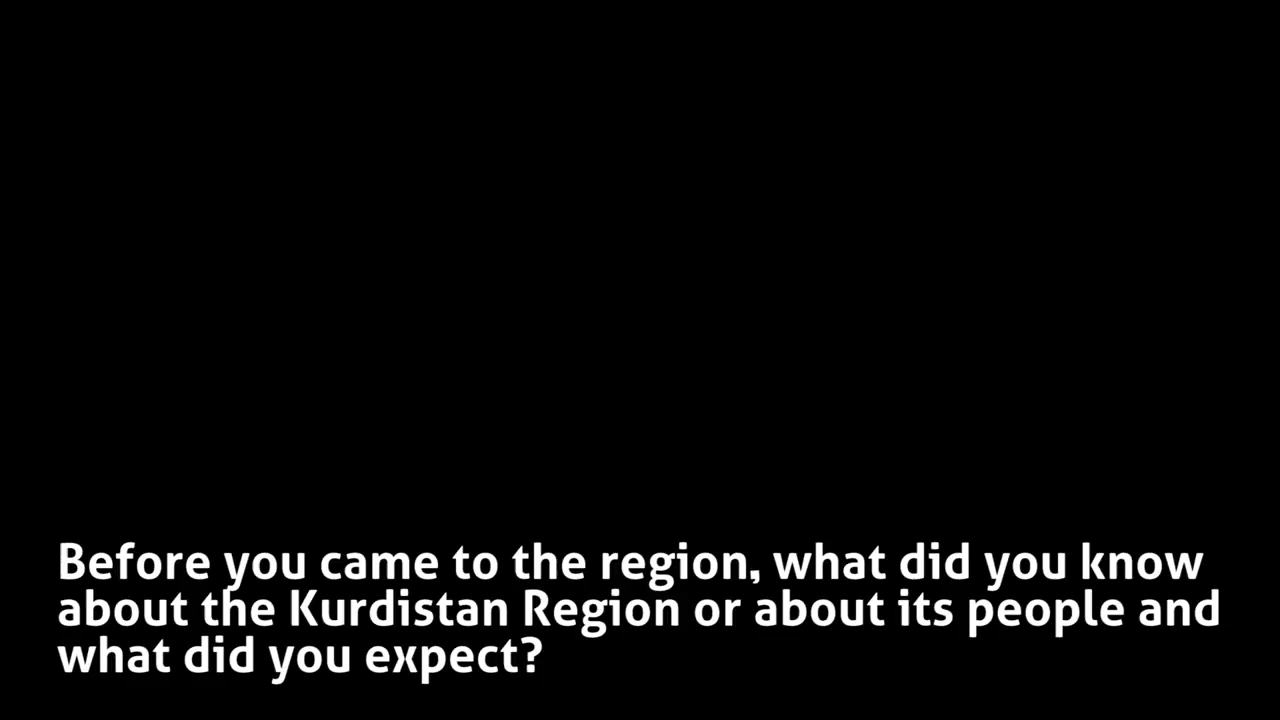 Before you came to the region, what did you know
about the Kurdistan Region or about its people and
what did you expect?